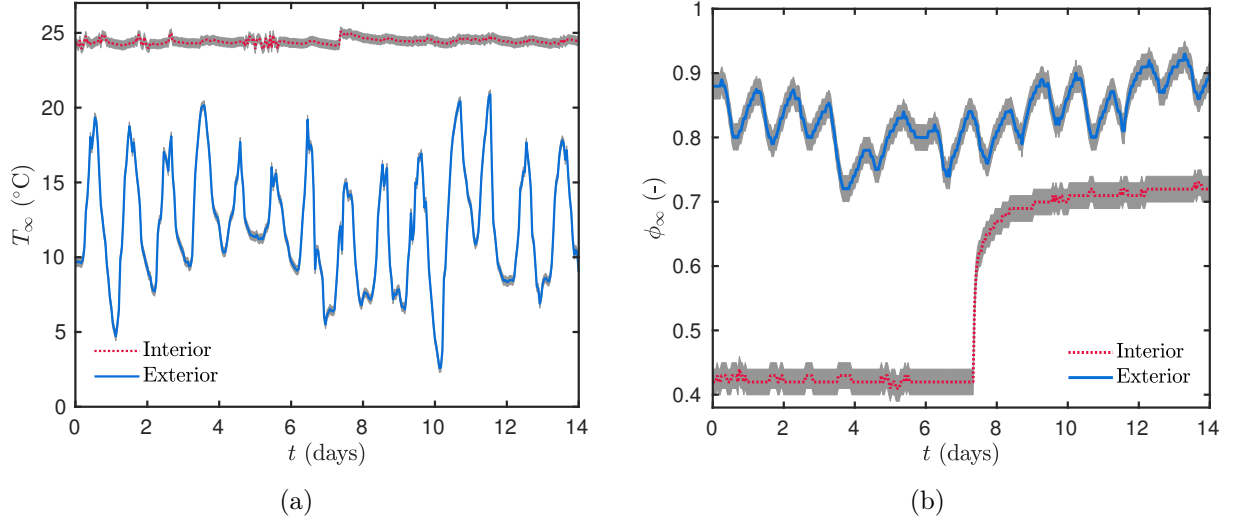 25
20
15
10
5
0
T∞ (°C)
Interior
Exterior
0 2 4 6 8 10 12 14
t (days)
(a)
1
0.9
0.8
0.7
0.6
0.5
0.4
ϕ∞ (-)
Interior
Exterior
0 2 4 6 8 10 12 14
t (days)
(b)